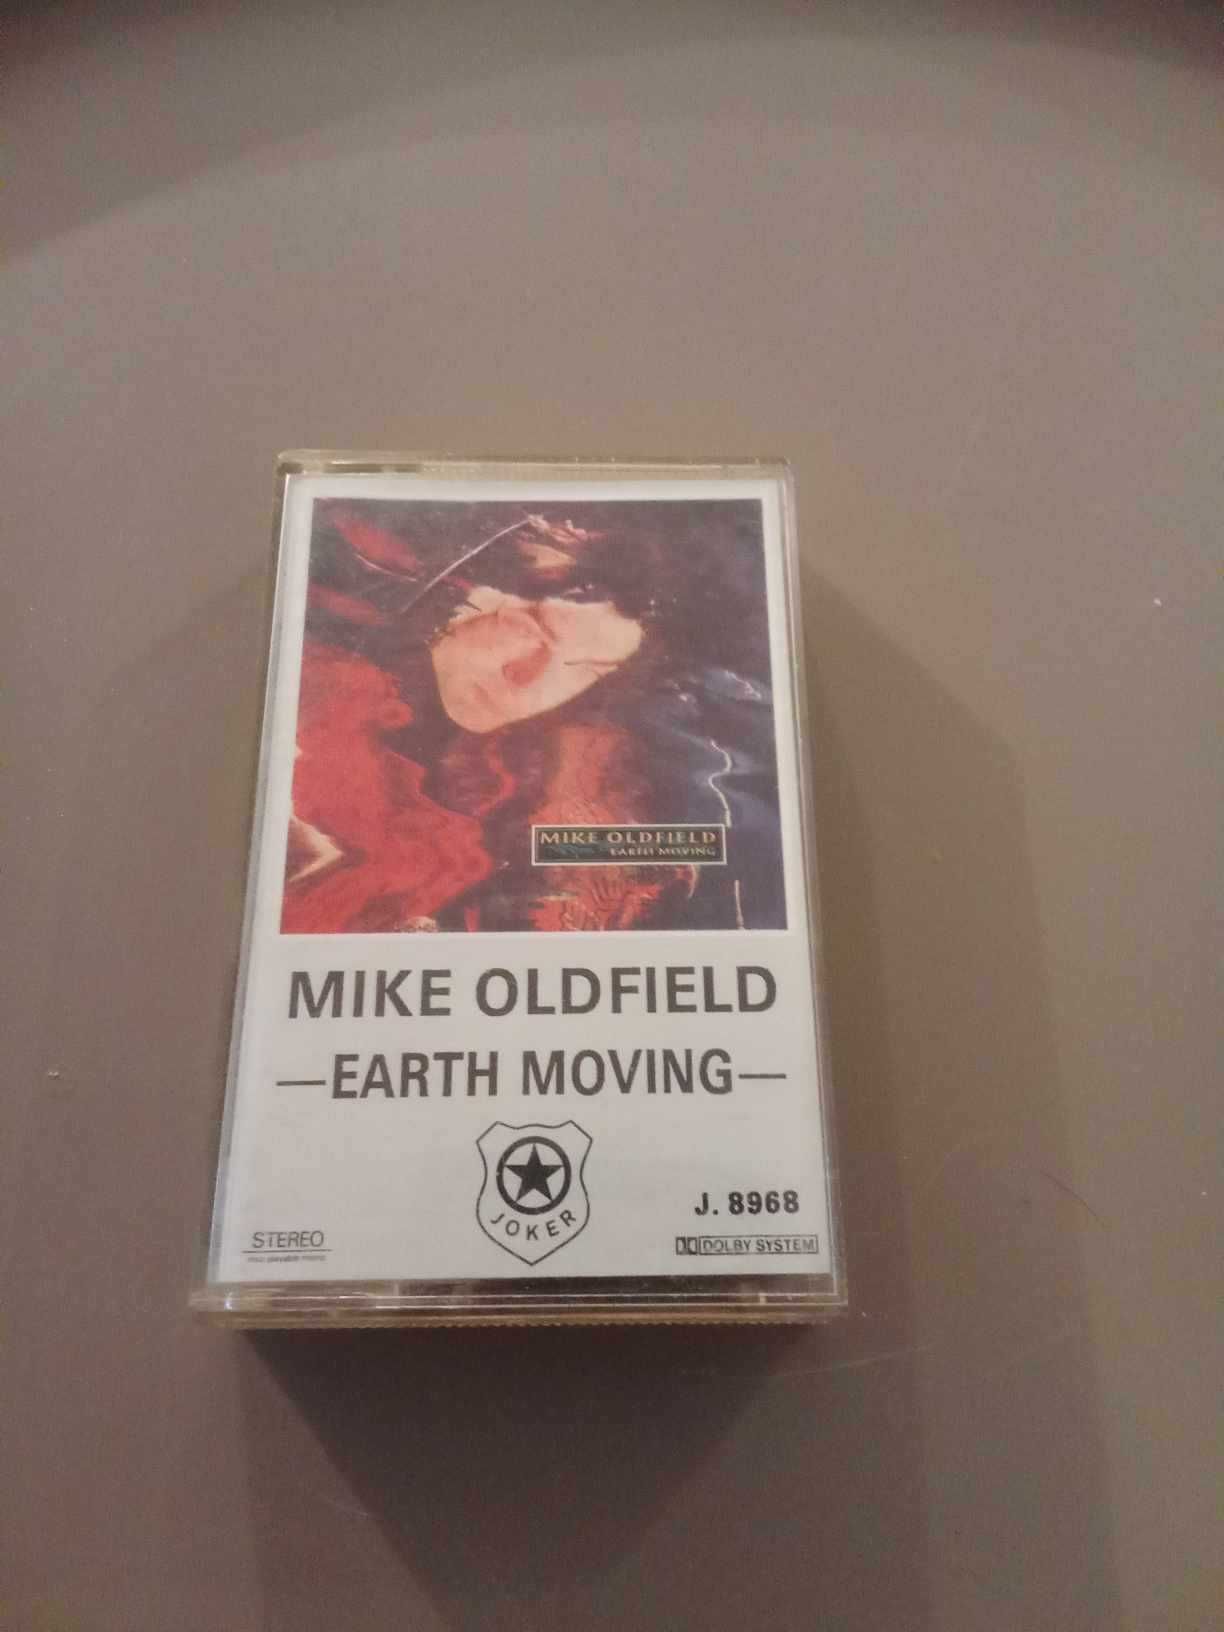 MIKE OLDFIELD
EARTH MOVING
MIKE OLDFIELD
—EARTH MOVING—
JOKER
J. 8968
STEREO
DOLBY SYSTEM